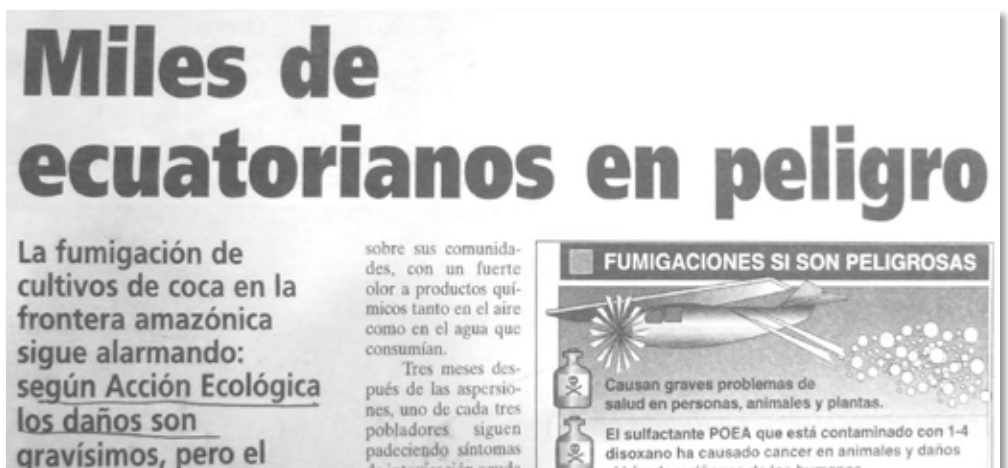 Miles de
ecuatorianos en peligro
La fumigación de
cultivos de coca en la
frontera amazónica
sigue alarmando:
según Acción Ecológica
los daños son
gravísimos, pero el
sobre sus comunida-
des, con un fuerte
olor a productos quí-
micos tanto en el aire
como en el agua que
consumían.
Tres meses des-
pués de las aspersio-
nes, uno de cada tres
pobladores siguen
padeciendo síntomas
FUMIGACIONES SI SON PELIGROSAS
Causan graves problemas de
salud en personas, animales y plantas.
El sulfactante POEA que está contaminado con 1-4
disoxano ha causado cancer en animales y daños